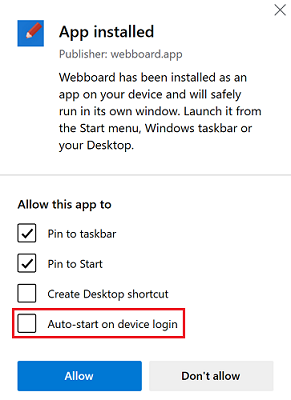 App installed
Publisher: webboard.app
Webboard has been installed as an
app on your device and will safely
run in its own window. Launch it from
the Start menu, Windows taskbar or
your Desktop.
Allow this app to
Pin to taskbar
Pin to Start
Create Desktop shortcut
Auto-start on device login
Allow
Don't allow